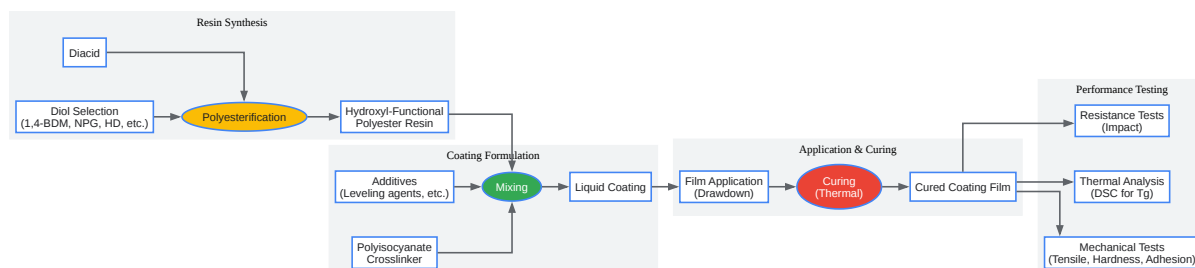 Resin Synthesis
Diacid
Diol Selection
(1,4-BDM, NPG, HD, etc.)
Polyesterification
Hydroxyl-Functional
Polyester Resin
Coating Formulation
Additives
(Leveling agents, etc.)
Mixing
Liquid Coating
Polyisocyanate
Crosslinker
Application & Curing
Film Application
(Drawdown)
Curing
(Thermal)
Cured Coating Film
Performance Testing
Resistance Tests
(Impact)
Thermal Analysis
(DSC for Tg)
Mechanical Tests
(Tensile, Hardness, Adhesion)